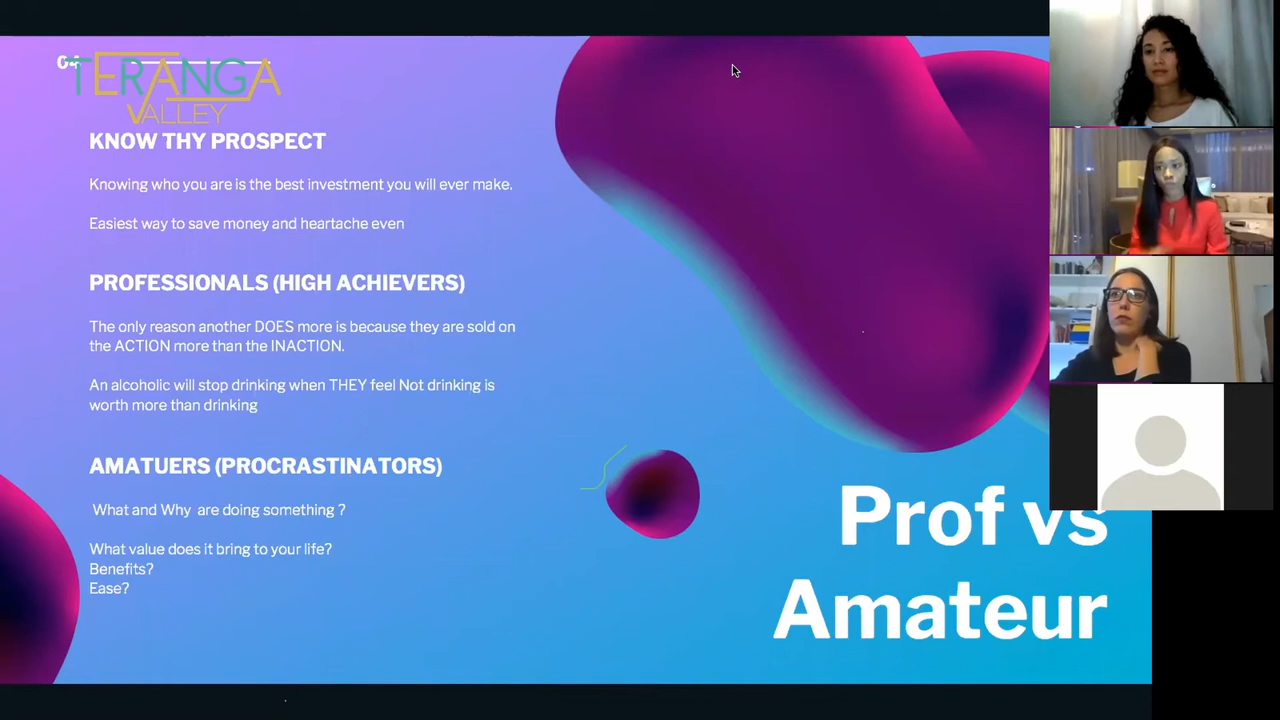 04
TERANGA
VALLEY
KNOW THY PROSPECT
Knowing who you are is the best investment you will ever make.
Easiest way to save money and heartache even
PROFESSIONALS (HIGH ACHIEVERS)
The only reason another DOES more is because they are sold on
the ACTION more than the INACTION.
An alcoholic will stop drinking when THEY feel Not drinking is
worth more than drinking
AMATUERS (PROCRASTINATORS)
What and Why are doing something ?
What value does it bring to your life?
Benefits?
Ease?
Prof vs
Amateur